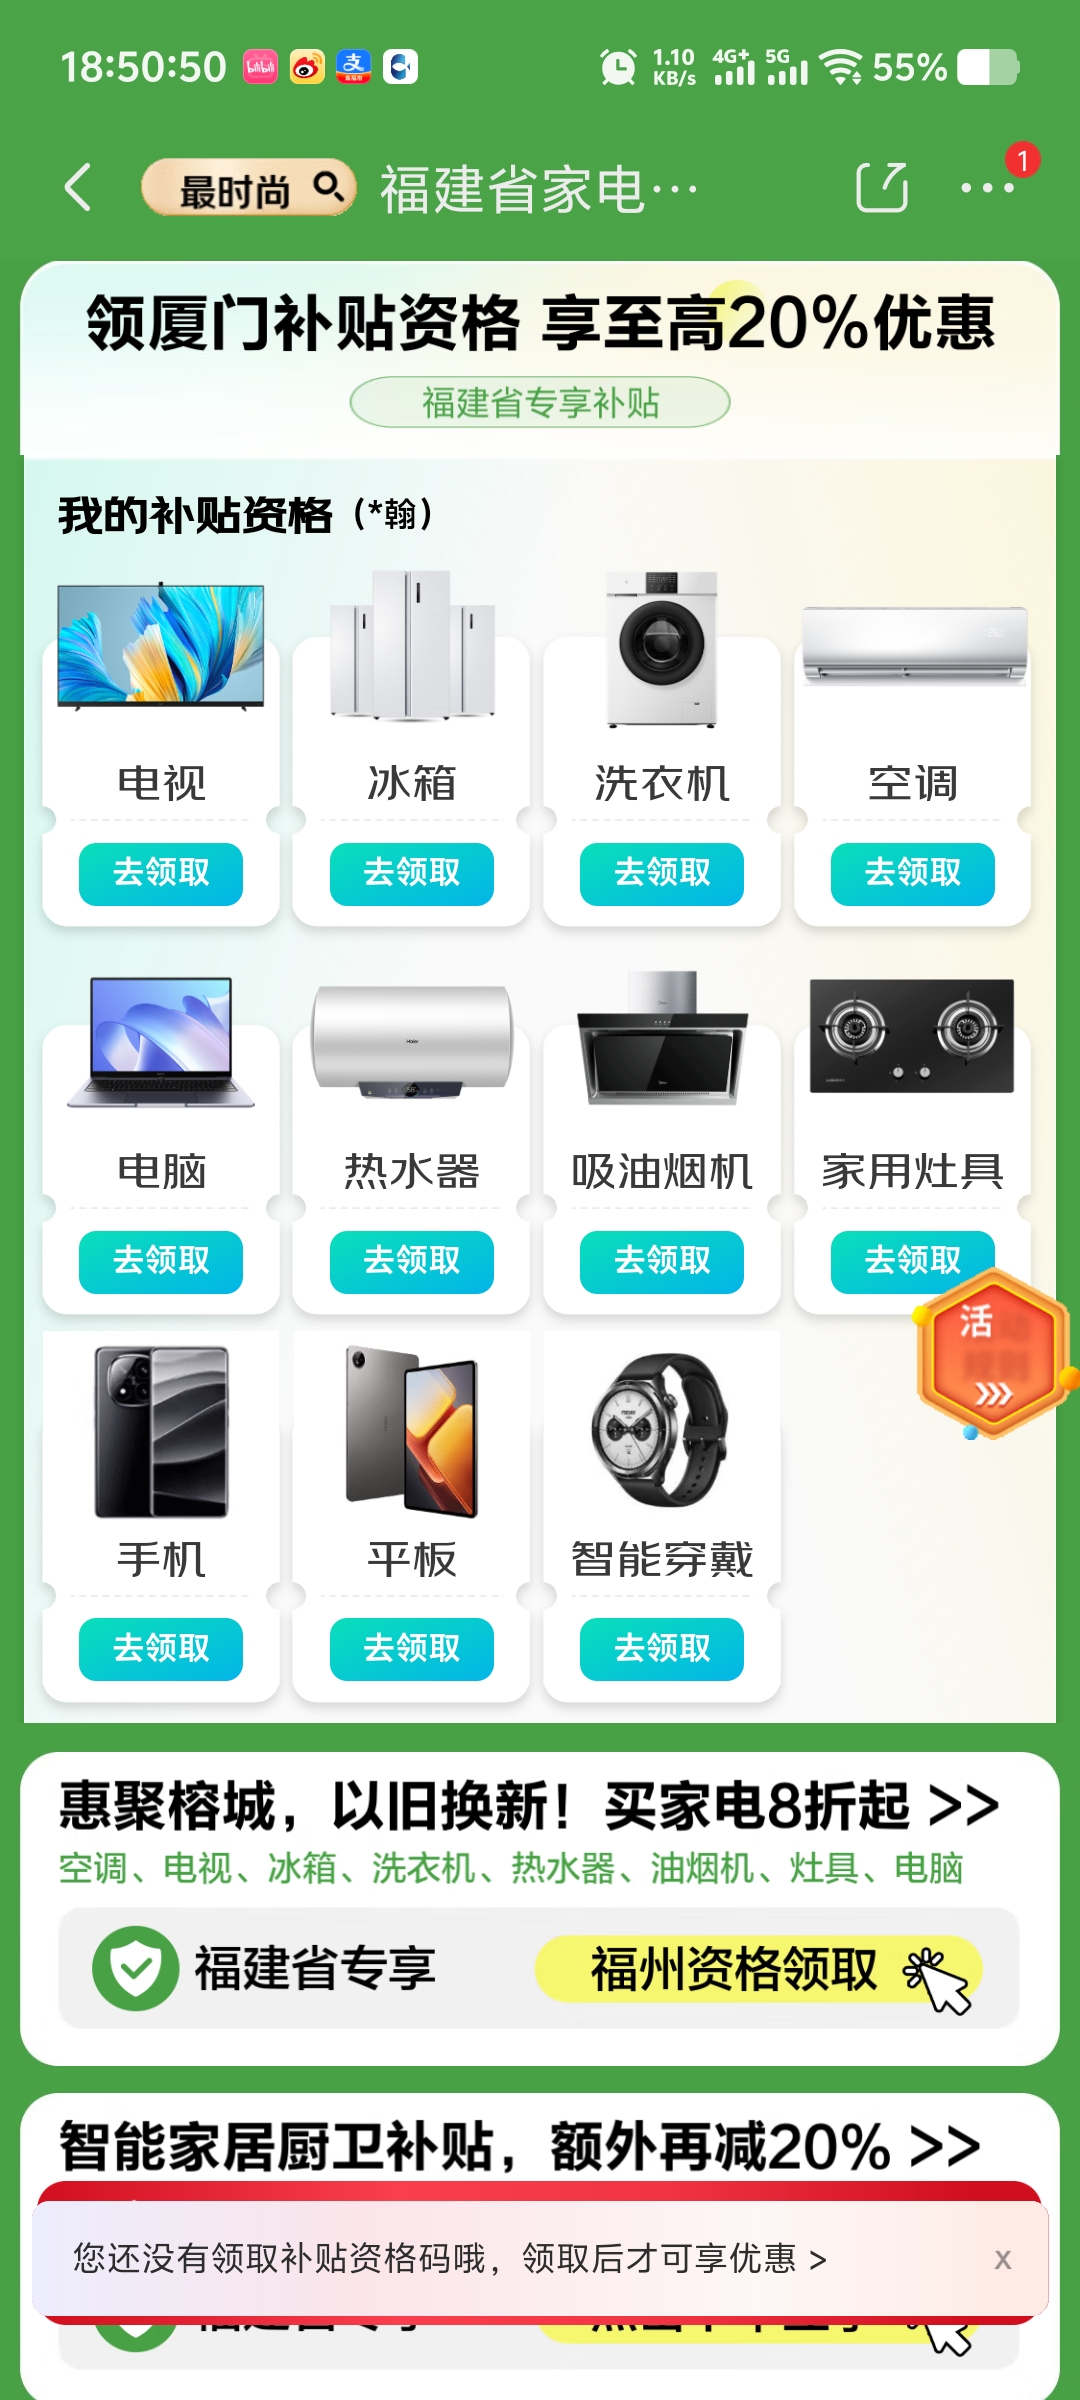 18:50:50 1.10 KB/s 4G+ 5G 55%
最时尚 福建省家电… 1
领厦门补贴资格 享至高20%优惠
福建省专享补贴
我的补贴资格（*翰）
电视 冰箱 洗衣机 空调
去领取 去领取 去领取 去领取
电脑 热水器 吸油烟机 家用灶具
去领取 去领取 去领取 去领取
活
手机 平板 智能穿戴
去领取 去领取 去领取
惠聚榕城，以旧换新！买家电8折起 >>
空调、电视、冰箱、洗衣机、热水器、油烟机、灶具、电脑
福建省专享 福州资格领取
智能家居厨卫补贴，额外再减20% >>
您还没有领取补贴资格码哦，领取后才可享优惠 > x